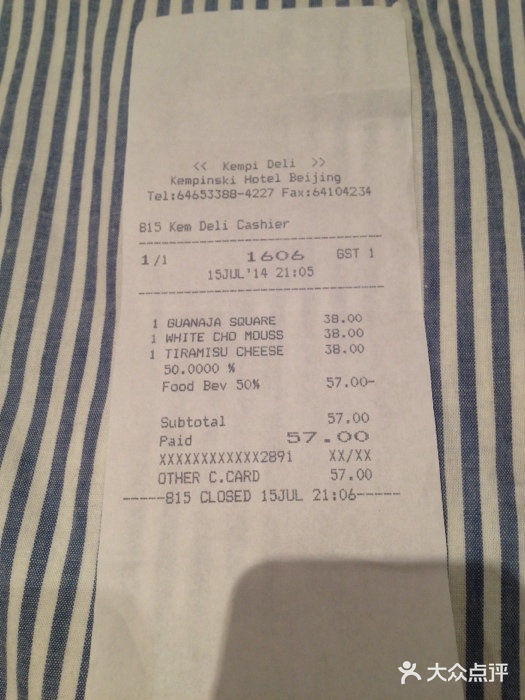 << Kempi Deli >>
Kempinski Hotel Beijing
Tel:64653388-4227 Fax:64104234
815 Kem Deli Cashier
1/1 1606 GST 1
15JUL'14 21:05
1 GUANAJA SQUARE 38.00
1 WHITE CHO MOUSS 38.00
1 TIRAMISU CHEESE 38.00
50.0000 %
Food Bev 50% 57.00-
Subtotal 57.00
Paid 57.00
XXXXXXXXXXXX2891 XX/XX
OTHER C.CARD 57.00
-----815 CLOSED 15JUL 21:06-----
大众点评